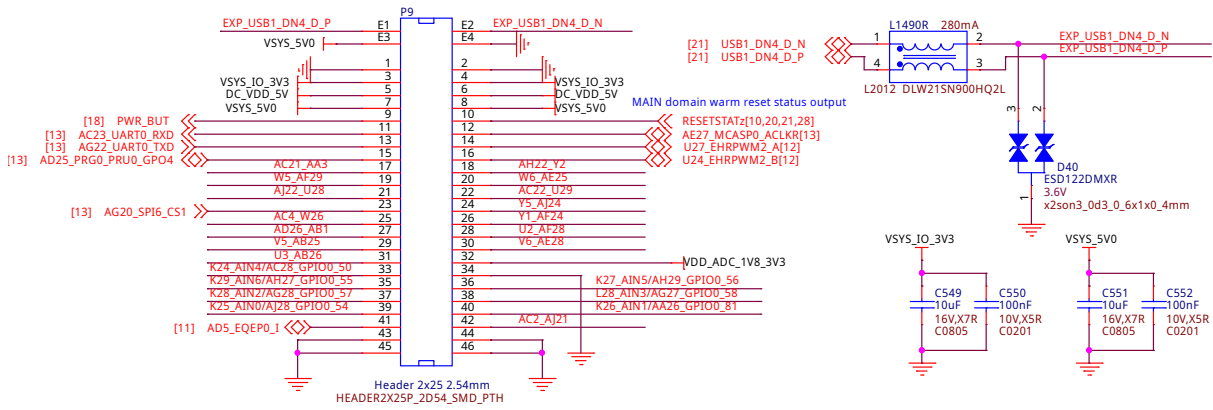 P9
EXP_USB1_DN4_D_P E1 E2 EXP_USB1_DN4_D_N
VSYS_5V0 E3 E4
1 2
VSYS_IO_3V3 3 4 VSYS_IO_3V3
DC_VDD_5V 5 6 DC_VDD_5V
VSYS_5V0 7 8 VSYS_5V0
MAIN domain warm reset status output
[18] PWR_BUT 9 10 RESETSTATz[10,20,21,28]
[13] AC23_UART0_RXD 11 12 AE27_MCASP0_ACLKR[13]
[13] AG22_UART0_TXD 13 14 U27_EHRPWM2_A[12]
[13] AD25_PRG0_PRU0_GPO4 15 16 U24_EHRPWM2_B[12]
AC21_AA3 17 18 AH22_Y2
W5_AF29 19 20 W6_AE25
AJ22_U28 21 22 AC22_U29
[13] AG20_SPI6_CS1 23 24 Y5_AJ24
AC4_W26 25 26 Y1_AF24
AD26_AB1 27 28 U2_AF28
V5_AB25 29 30 V6_AE28
U3_AB26 31 32 VDD_ADC_1V8_3V3
K24_AIN4/AC28_GPIO0_50 33 34
K29_AIN6/AH27_GPIO0_55 35 36 K27_AIN5/AH29_GPIO0_56
K28_AIN2/AG28_GPIO0_57 37 38 L28_AIN3/AG27_GPIO0_58
K25_AIN0/AJ28_GPIO0_54 39 40 K26_AIN1/AA26_GPIO0_81
[11] AD5_EQEP0_I 41 42 AC2_AJ21
43 44
45 46
Header 2x25 2.54mm
HEADER2X25P_2D54_SMD_PTH
L1490R 280mA
[21] USB1_DN4_D_N 1 2 EXP_USB1_DN4_D_N
[21] USB1_DN4_D_P 4 3 EXP_USB1_DN4_D_P
L2012 DLW21SN900HQ2L
3 2
D40
1 ESD122DMXR
3.6V
x2son3_0d3_0_6x1x0_4mm
VSYS_IO_3V3 VSYS_5V0
C549 C550 C551 C552
10uF 100nF 10uF 100nF
16V,X7R 10V,X5R 16V,X7R 10V,X5R
C0805 C0201 C0805 C0201